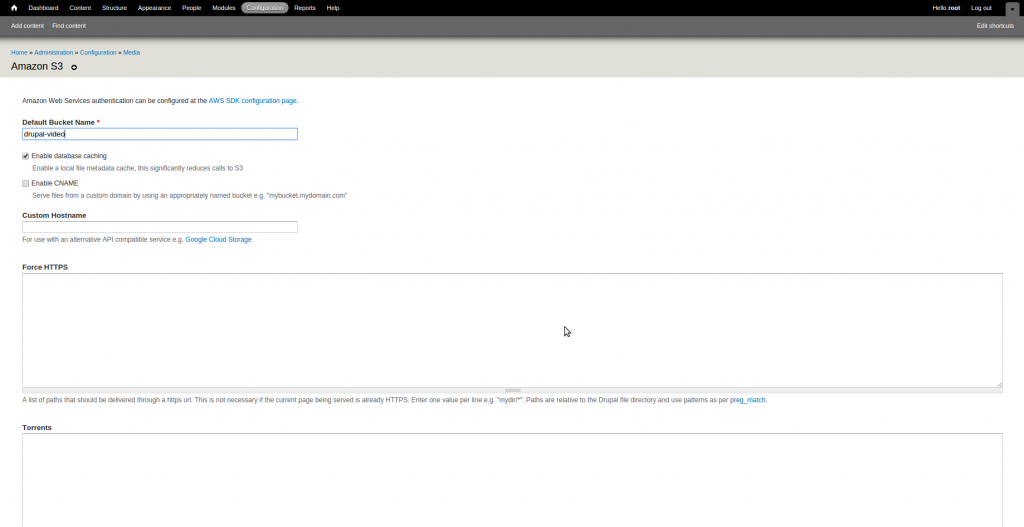 Dashboard Content Structure Appearance People Modules Configuration Reports Help Hello root Log out
Add content Find content Edit shortcuts
Home » Administration » Configuration » Media
Amazon S3
Amazon Web Services authentication can be configured at the AWS SDK configuration page.
Default Bucket Name *
drupal-video
Enable database caching
Enable a local file metadata cache, this significantly reduces calls to S3
Enable CNAME
Serve files from a custom domain by using an appropriately named bucket e.g. "mybucket.mydomain.com"
Custom Hostname
For use with an alternative API compatible service e.g. Google Cloud Storage
Force HTTPS
A list of paths that should be delivered through a https url. This is not necessary if the current page being served is already HTTPS. Enter one value per line e.g. "mydir/*". Paths are relative to the Drupal file directory and use patterns as per preg_match.
Torrents